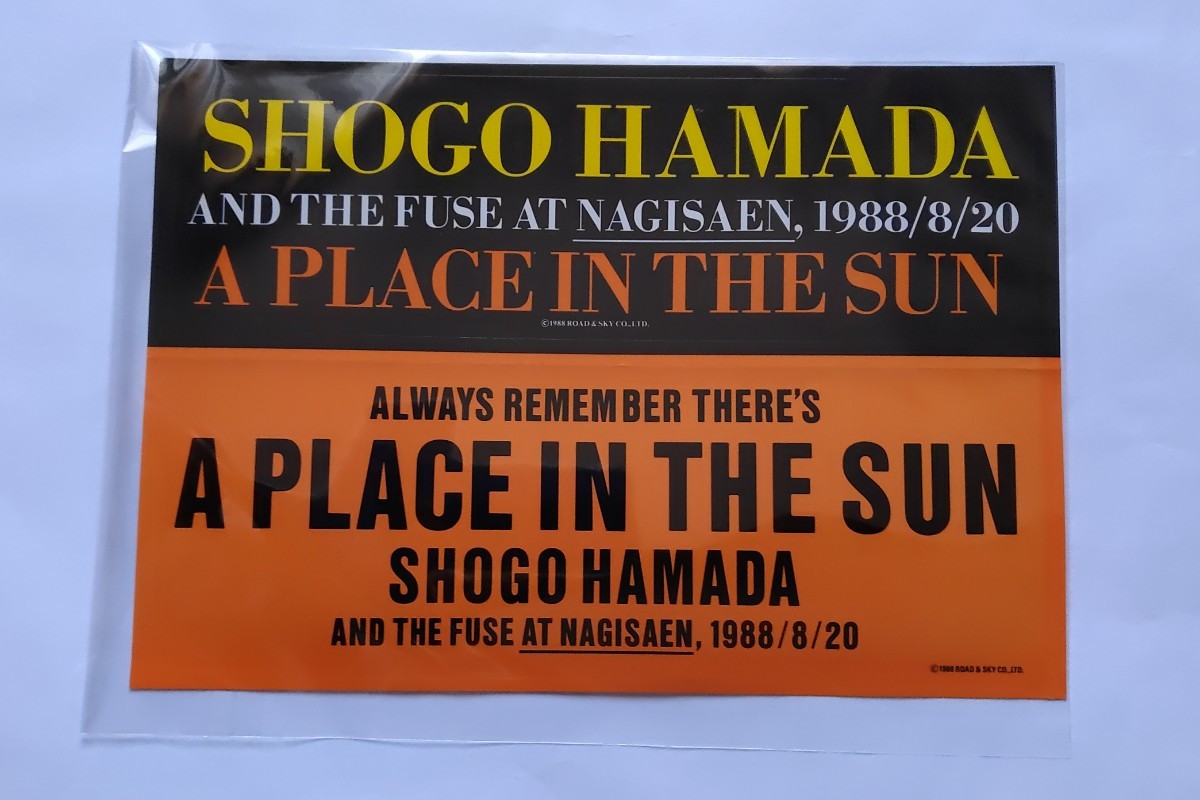 SHOGO HAMADA
AND THE FUSE AT NAGISAEN, 1988/8/20
A PLACE IN THE SUN
©1988 ROAD & SKY CO.,LTD.
ALWAYS REMEMBER THERE'S
A PLACE IN THE SUN
SHOGO HAMADA
AND THE FUSE AT NAGISAEN, 1988/8/20
©1988 ROAD & SKY CO.,LTD.